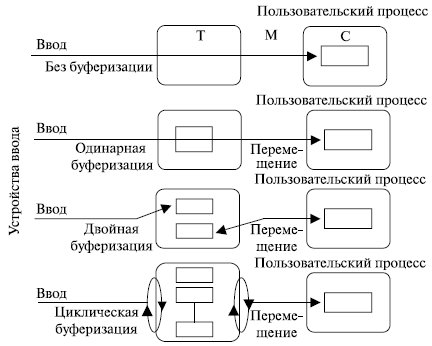 Пользовательский процесс
Ввод
Т
М
С
Без буферизации
Пользовательский процесс
Ввод
Одинарная
буферизация
Переме-
щение
Пользовательский процесс
Ввод
Двойная
буферизация
Переме-
щение
Пользовательский процесс
Ввод
Циклическая
буферизация
Переме-
щение
Устройства ввода